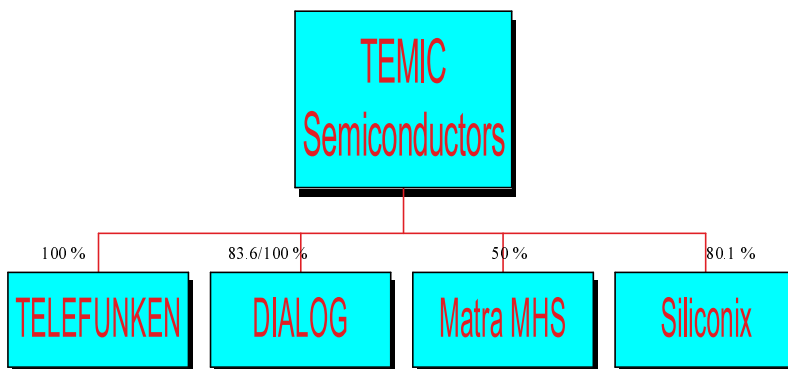 TEMIC
Semiconductors
100 %
83.6/100 %
50 %
80.1 %
TELEFUNKEN
DIALOG
Matra MHS
Siliconix